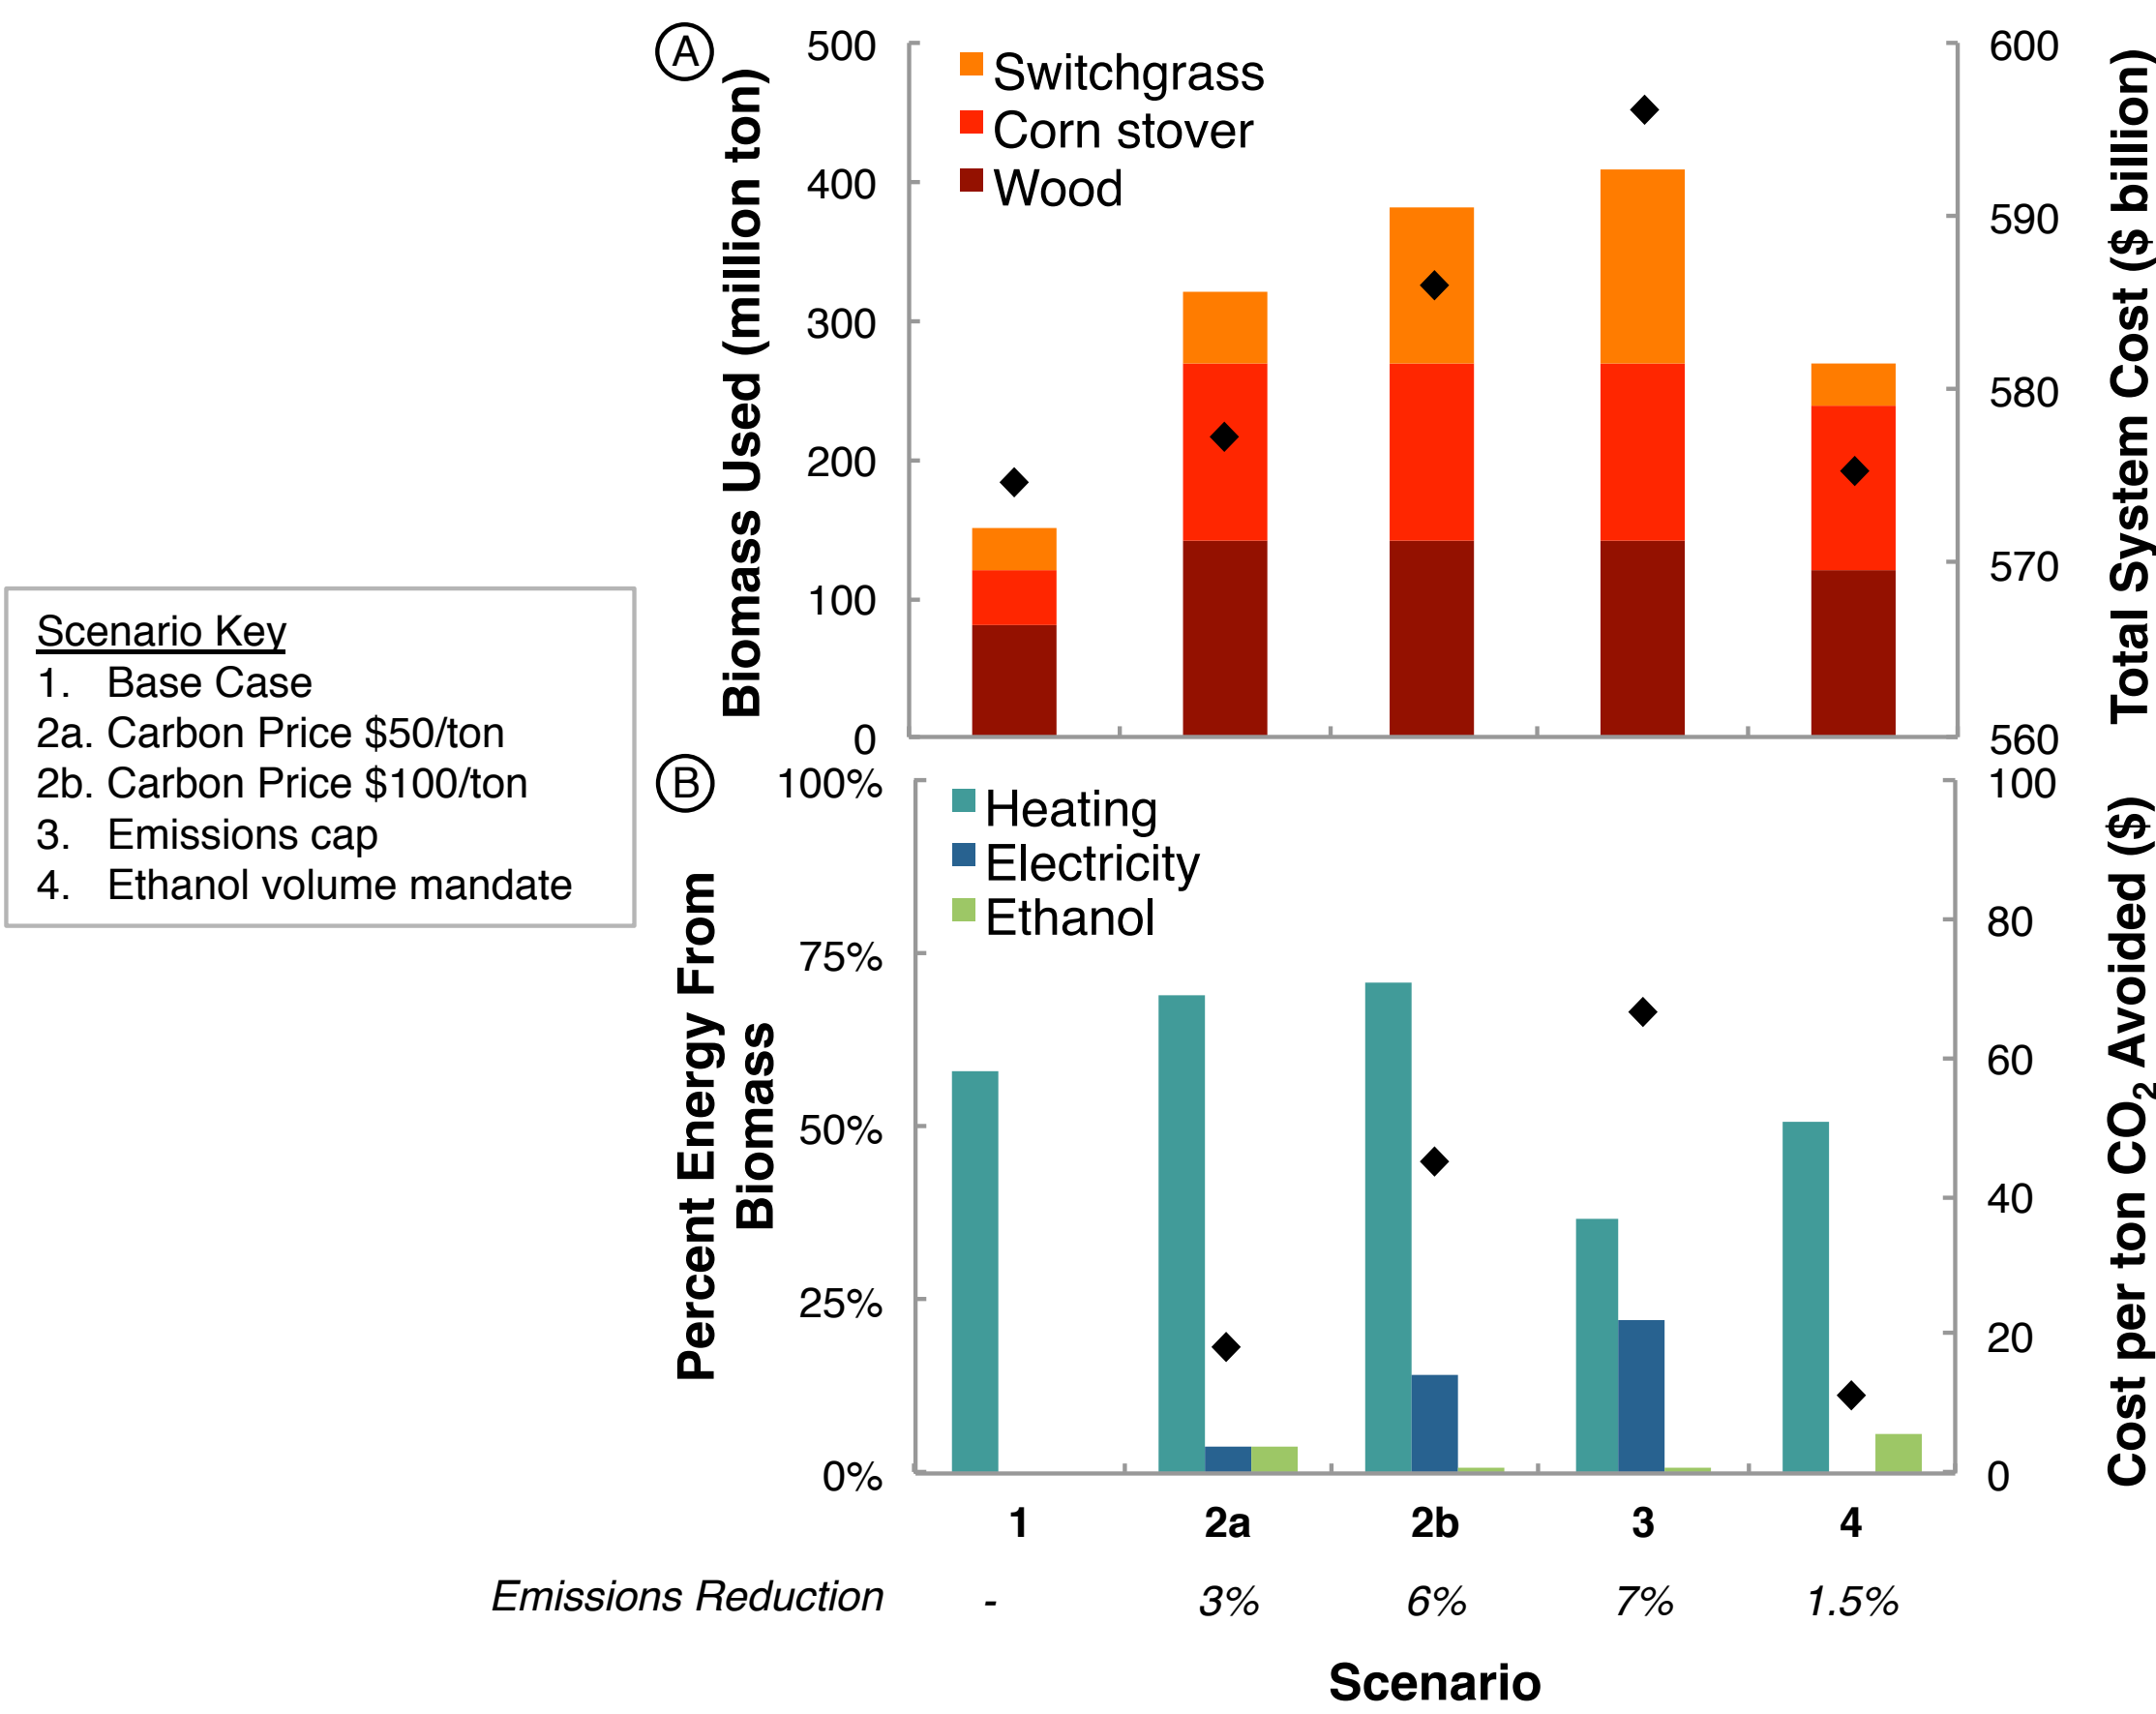 A
Biomass Used (million ton)
500
400
300
200
100
0
Switchgrass
Corn stover
Wood
600
590
580
570
560
Total System Cost ($ billion)
Scenario Key
1. Base Case
2a. Carbon Price $50/ton
2b. Carbon Price $100/ton
3. Emissions cap
4. Ethanol volume mandate
B
Percent Energy From
Biomass
100%
75%
50%
25%
0%
Heating
Electricity
Ethanol
100
80
60
40
20
0
Cost per ton CO₂ Avoided ($)
1 2a 2b 3 4
Emissions Reduction - 3% 6% 7% 1.5%
Scenario